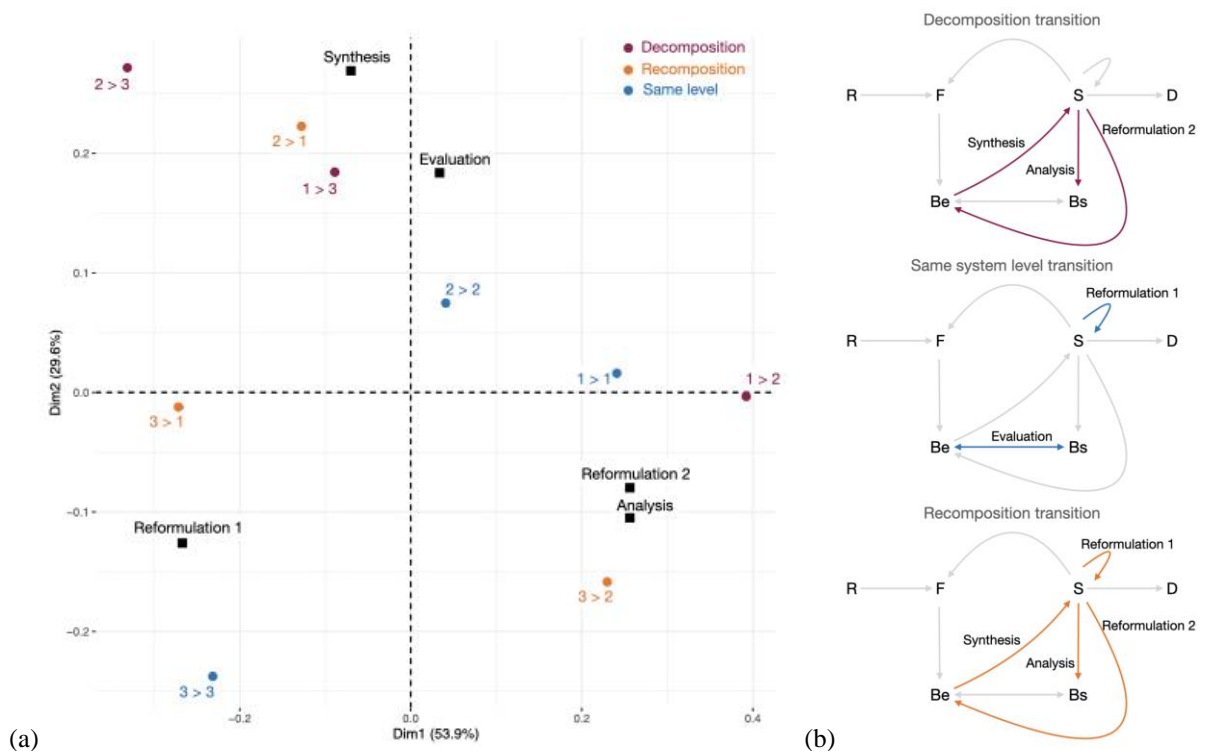 Synthesis
Decomposition
Recomposition
Same level
2 > 3
2 > 1
1 > 3
Evaluation
2 > 2
1 > 1
1 > 2
3 > 1
Reformulation 2
Analysis
Reformulation 1
3 > 2
3 > 3
0.2
0.1
0.0
−0.1
−0.2
Dim2 (29.6%)
−0.2
0.0
0.2
0.4
Dim1 (53.9%)
(a)
Decomposition transition
R
F
S
D
Synthesis
Reformulation 2
Analysis
Be
Bs
Same system level transition
Reformulation 1
R
F
S
D
Evaluation
Be
Bs
Recomposition transition
Reformulation 1
R
F
S
D
Synthesis
Reformulation 2
Analysis
Be
Bs
(b)